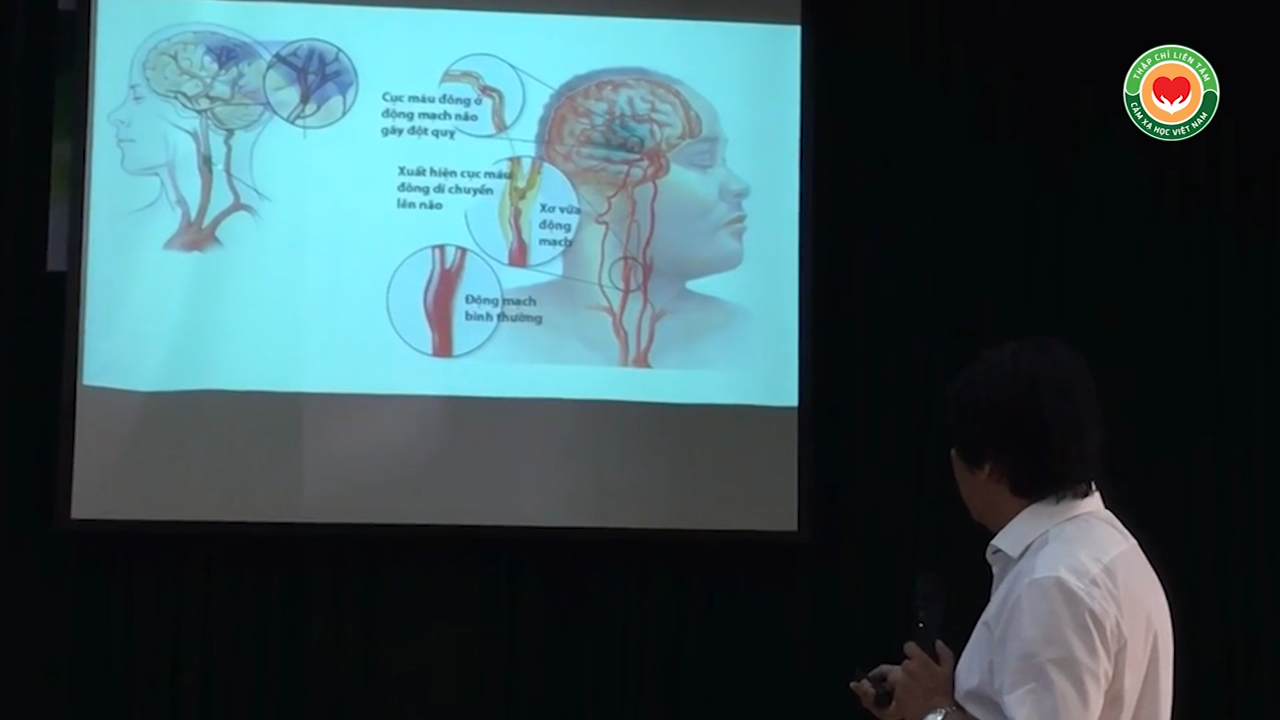 Cục máu đông ở
động mạch não
gây đột quỵ
Xuất hiện cục máu
đông di chuyển
lên não
Xơ vữa
động
mạch
Động mạch
bình thường
THẬP CHỈ LIÊN TÂM
CẢM XẠ HỌC VIỆT NAM